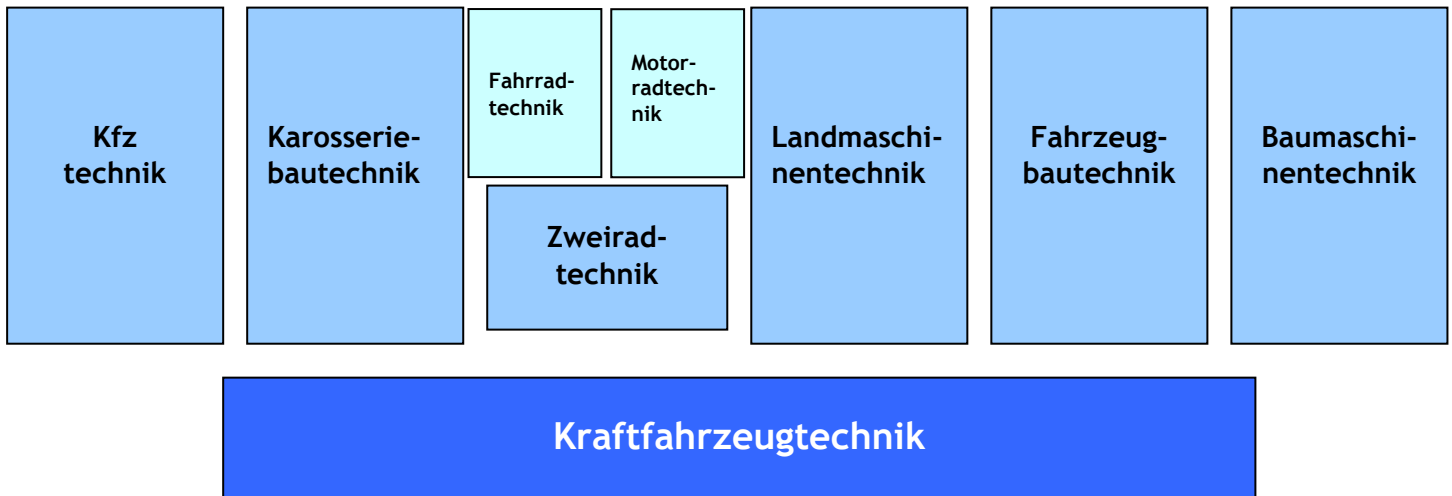 Kfz
technik
Karosserie-
bautechnik
Fahrrad-
technik
Motor-
radtech-
nik
Zweirad-
technik
Landmaschi-
nentechnik
Fahrzeug-
bautechnik
Baumaschi-
nentechnik
Kraftfahrzeugtechnik